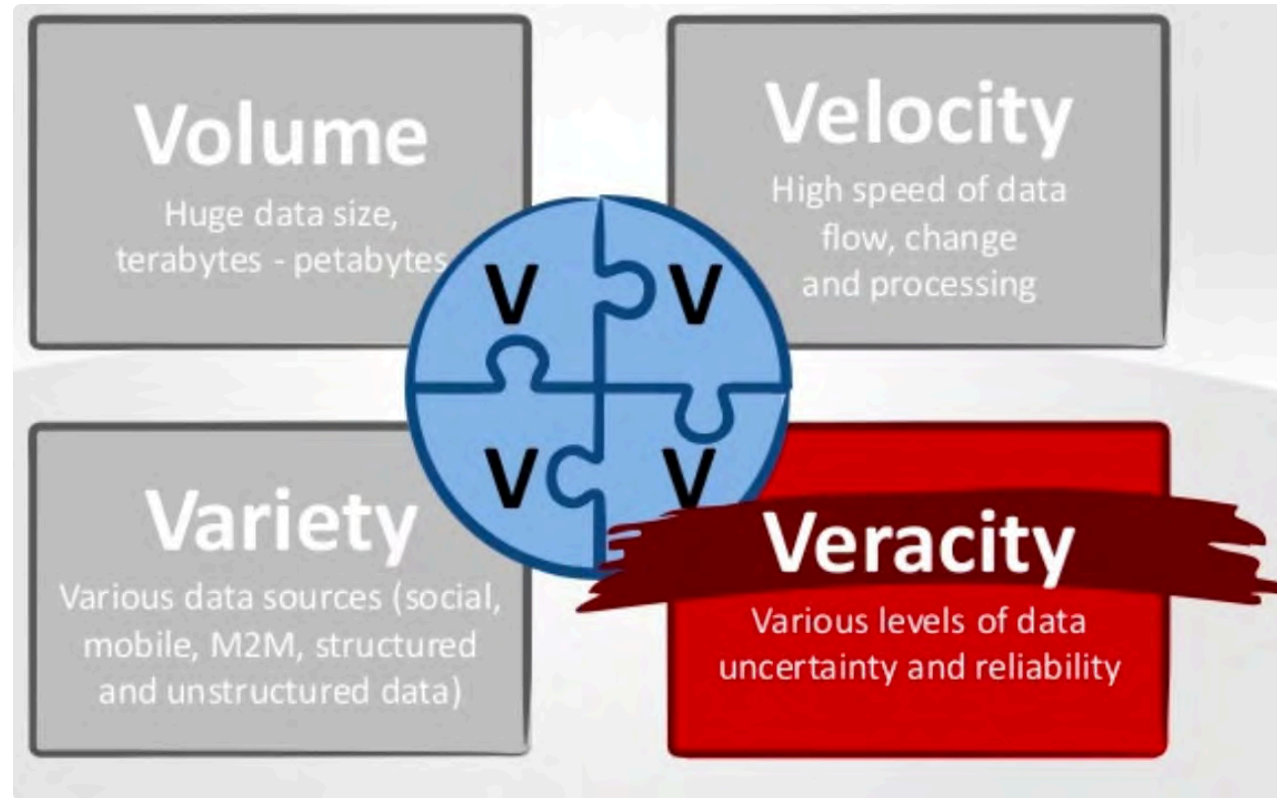 Volume
Huge data size,
terabytes - petabytes
Velocity
High speed of data
flow, change
and processing
V
V
V
V
Variety
Various data sources (social,
mobile, M2M, structured
and unstructured data)
Veracity
Various levels of data
uncertainty and reliability